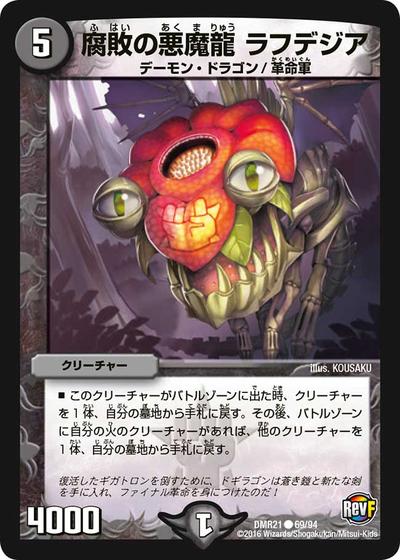 5
腐敗の悪魔龍 ラフデジア
ふはい あくまりゅう
デーモン・ドラゴン / 革命軍
かくめいぐん
illus. KOUSAKU
クリーチャー
■ このクリーチャーがバトルゾーンに出た時、クリーチャー
を1体、自分の墓地から手札に戻す。その後、バトルゾーン
に自分の火のクリーチャーがあれば、他のクリーチャーを
1体、自分の墓地から手札に戻す。
復活したギガトロンを倒すために、ドギラゴンは蒼き鎧と新たな剣
を手に入れ、ファイナル革命を身につけたのだ!
4000
1
RevF
DMR21 ● 69/94
©2016 Wizards/Shogakukan/Mitsui-Kids